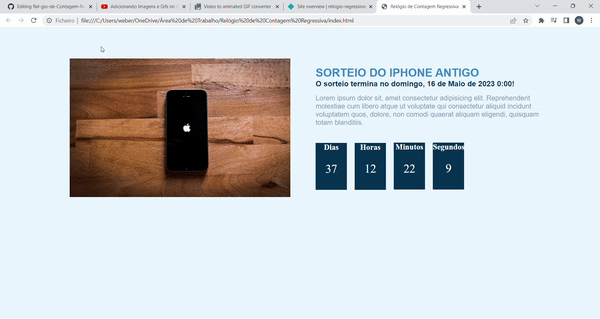 Editing Rel-gio-de-Contagem-R
Adicionando Imagens e Gifs no
Video to animated GIF converter
Site overview | relogio-regressivo
Relógio de Contagem Regressiva
Ficheiro | file:///C:/Users/weber/OneDrive/Área%20de%20Trabalho/Relógio%20de%20Contagem%20Regressiva/index.html
SORTEIO DO IPHONE ANTIGO
O sorteio termina no domingo, 16 de Maio de 2023 0:00!
Lorem ipsum dolor sit, amet consectetur adipisicing elit. Reprehenderit
molestiae cum libero atque ut voluptate qui consectetur aliquid incidunt
voluptatem quos, dolore, non comodi quaerat aliquam eligendi, quisquam
totam blanditiis.
Dias
Horas
Minutos
Segundos
37
12
22
9